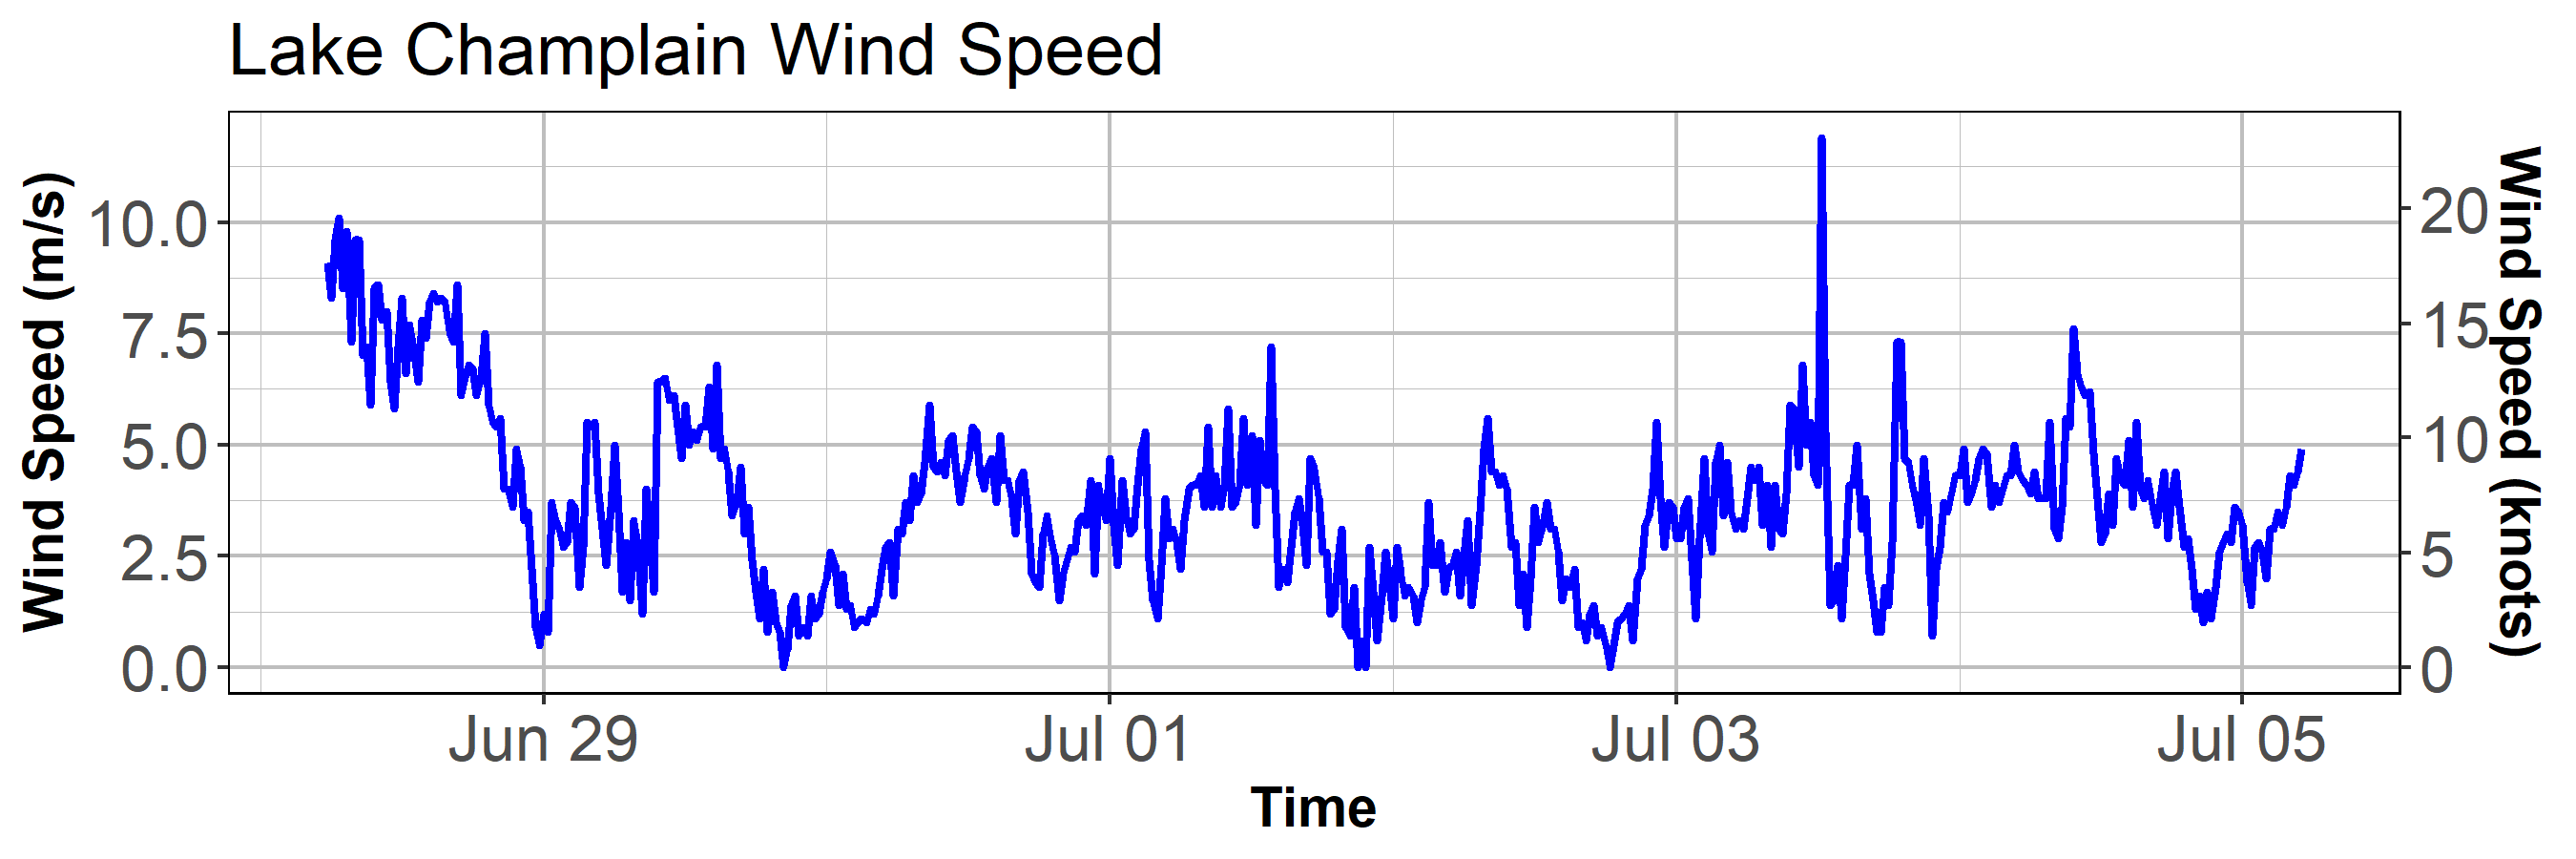 Lake Champlain Wind Speed
Wind Speed (m/s)
10.0
7.5
5.0
2.5
0.0
20
15
10
5
0
Wind Speed (knots)
Jun 29
Jul 01
Jul 03
Jul 05
Time